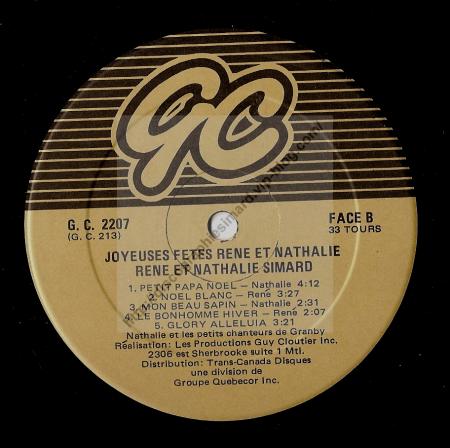 GC
G. C. 2207
(G. C. 213)
FACE B
33 TOURS
JOYEUSES FETES RENE ET NATHALIE
RENE ET NATHALIE SIMARD
1. PETIT PAPA NOEL — Nathalie 4:12
2. NOEL BLANC — René 3:27
3. MON BEAU SAPIN — Nathalie 2:31
4. LE BONHOMME HIVER — René 2:07
5. GLORY ALLELUIA 3:21
Nathalie et les petits chanteurs de Granby
Réalisation: Les Productions Guy Cloutier Inc.
2306 est Sherbrooke suite 1 Mtl.
Distribution: Trans-Canada Disques
une division de
Groupe Quebecor Inc.